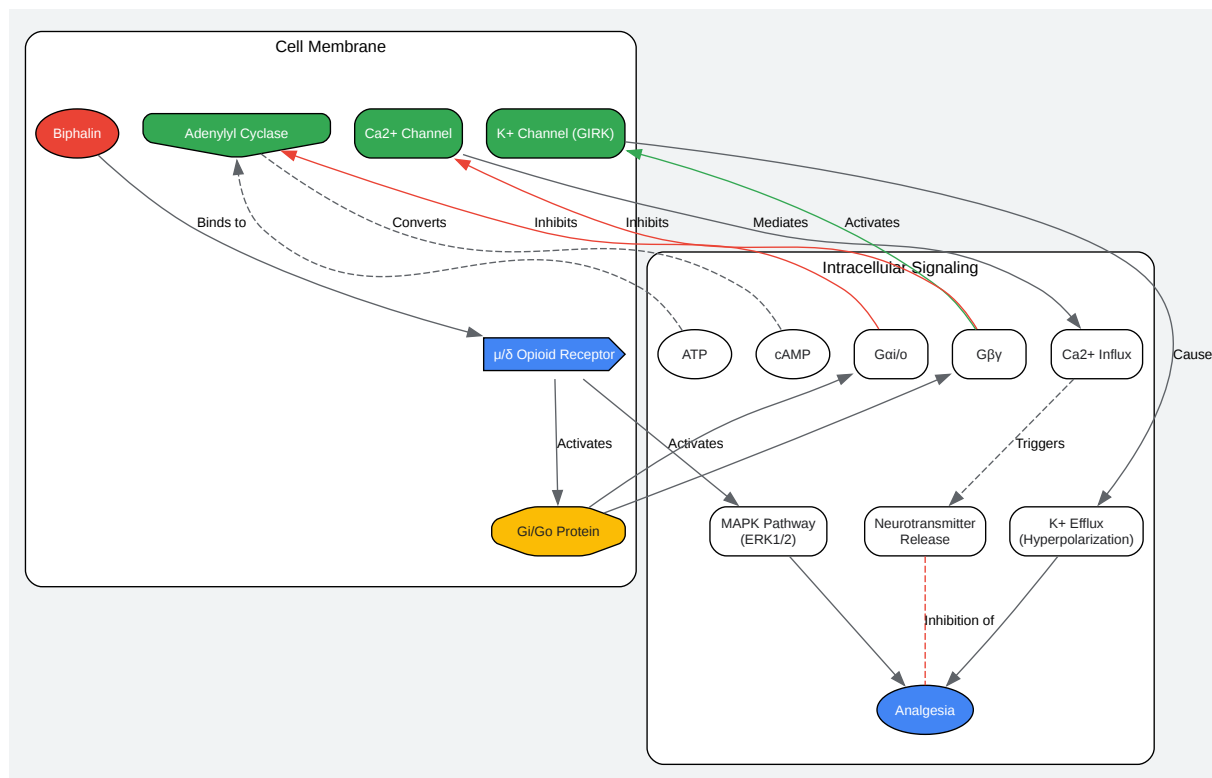 Cell Membrane
Biphalin
Adenylyl Cyclase
Ca2+ Channel
K+ Channel (GIRK)
Binds to
Converts
Inhibits
Inhibits
Mediates
Activates
Intracellular Signaling
μ/δ Opioid Receptor
ATP
cAMP
Gαi/o
Gβγ
Ca2+ Influx
Cause
Activates
Activates
Triggers
Gi/Go Protein
MAPK Pathway
(ERK1/2)
Neurotransmitter
Release
K+ Efflux
(Hyperpolarization)
Inhibition of
Analgesia